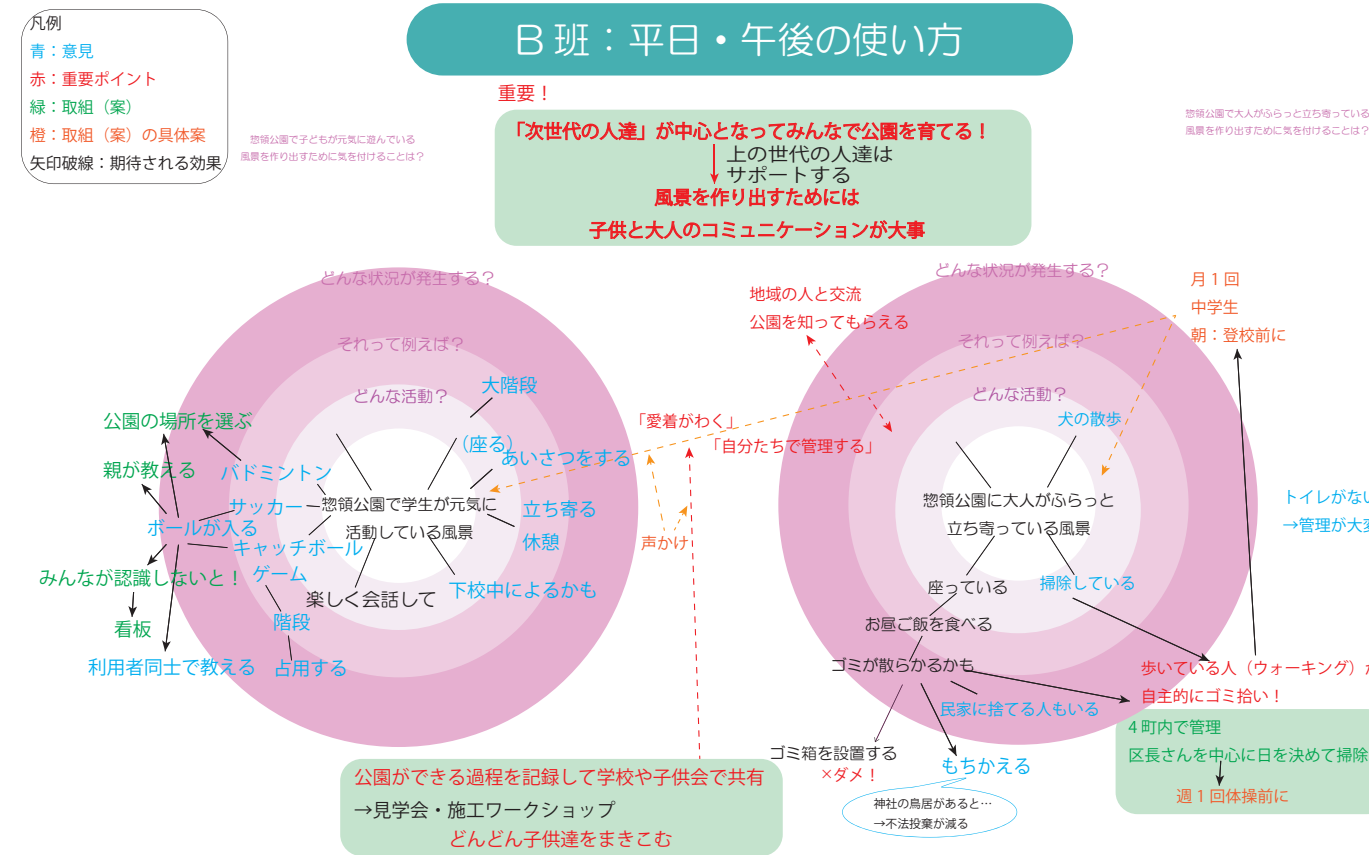 凡例
青：意見
赤：重要ポイント
緑：取組（案）
橙：取組（案）の具体案
矢印破線：期待される効果
B班：平日・午後の使い方
重要！
「次世代の人達」が中心となってみんなで公園を育てる！
上の世代の人達は
サポートする
風景を作り出すためには
子供と大人のコミュニケーションが大事
惣領公園で子どもが元気に遊んでいる
風景を作り出すために気を付けることは？
惣領公園で大人がふらっと立ち寄っている
風景を作り出すために気を付けることは？
どんな状況が発生する？
それって例えば？
どんな活動？
大階段
（座る）
あいさつをする
立ち寄る
休憩
下校中によるかも
惣領公園で学生が元気に
活動している風景
楽しく会話して
公園の場所を選ぶ
親が教える
バドミントン
サッカー
ボールが入る
キャッチボール
みんなが認識しないと！
ゲーム
看板
階段
利用者同士で教える
占用する
「愛着がわく」
「自分たちで管理する」
声かけ
公園ができる過程を記録して学校や子供会で共有
→見学会・施工ワークショップ
どんどん子供達をまきこむ
地域の人と交流
公園を知ってもらえる
どんな状況が発生する？
それって例えば？
どんな活動？
犬の散歩
惣領公園に大人がふらっと
立ち寄っている風景
座っている
掃除している
お昼ご飯を食べる
ゴミが散らかるかも
民家に捨てる人もいる
ゴミ箱を設置する
×ダメ！
もちかえる
神社の鳥居があると…
→不法投棄が減る
月1回
中学生
朝：登校前に
トイレがない
→管理が大変
歩いている人（ウォーキング）が
自主的にゴミ拾い！
4町内で管理
区長さんを中心に日を決めて掃除
週1回体操前に